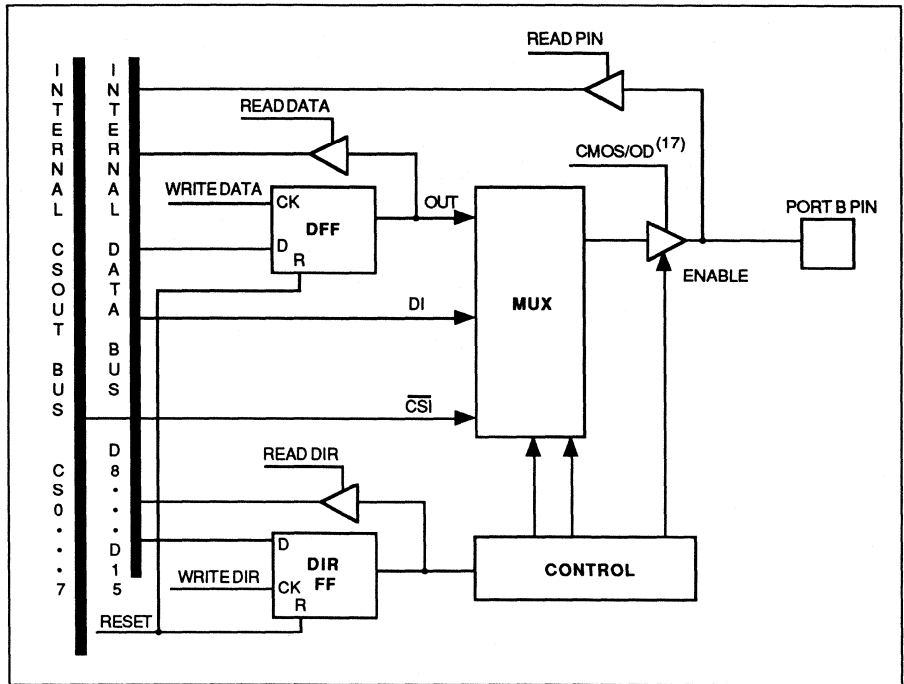 INTERNAL CSOUT BUS CS0・・・7
INTERNAL DATA BUS D8・・・・D15
READ PIN
READ DATA
CMOS/OD(17)
WRITE DATA
CK
DFF
D
R
OUT
MUX
PORT B PIN
ENABLE
DI
CSI
READ DIR
D
DIR
FF
WRITE DIR
CK
R
CONTROL
RESET